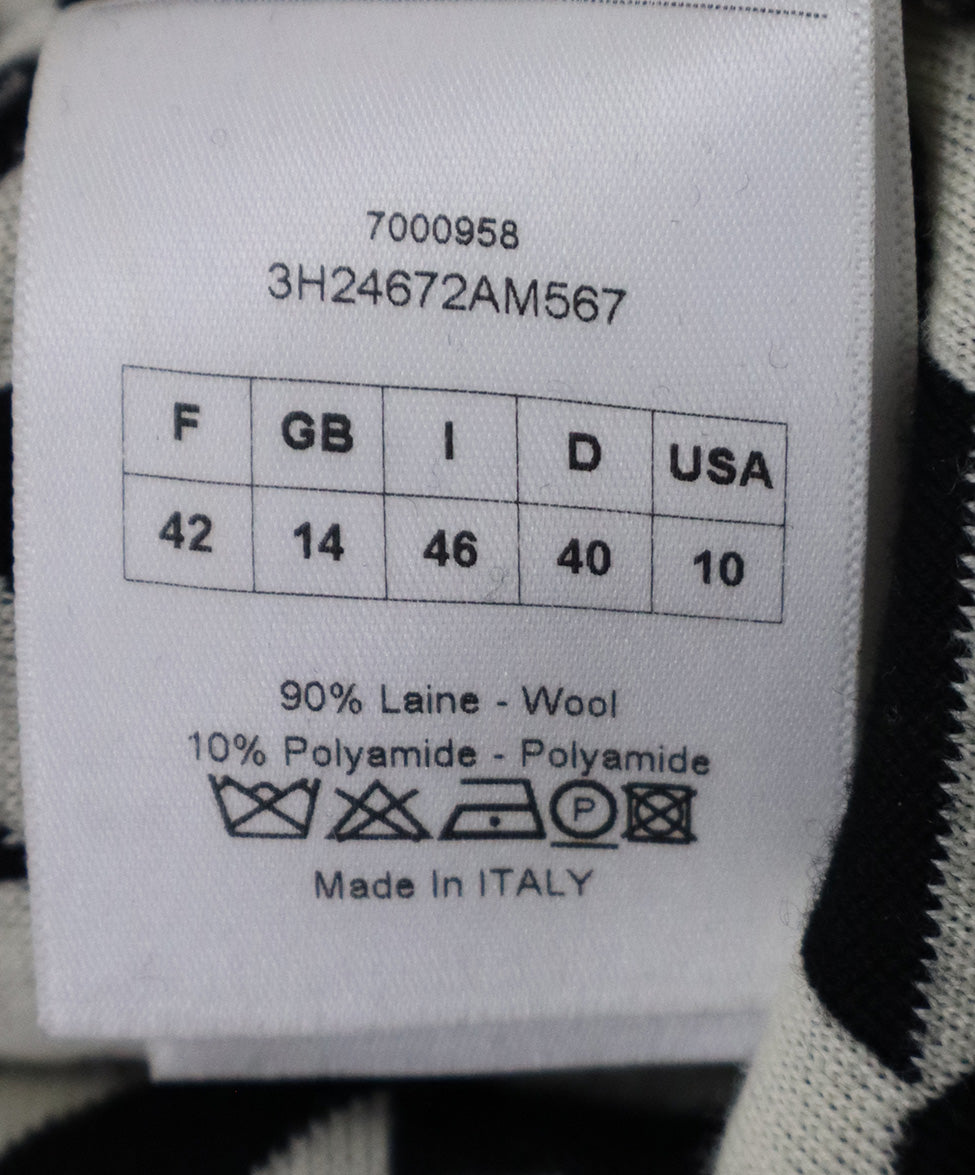 7000958
3H24672AM567
F GB I D USA
42 14 46 40 10
90% Laine - Wool
10% Polyamide - Polyamide
P
Made In ITALY